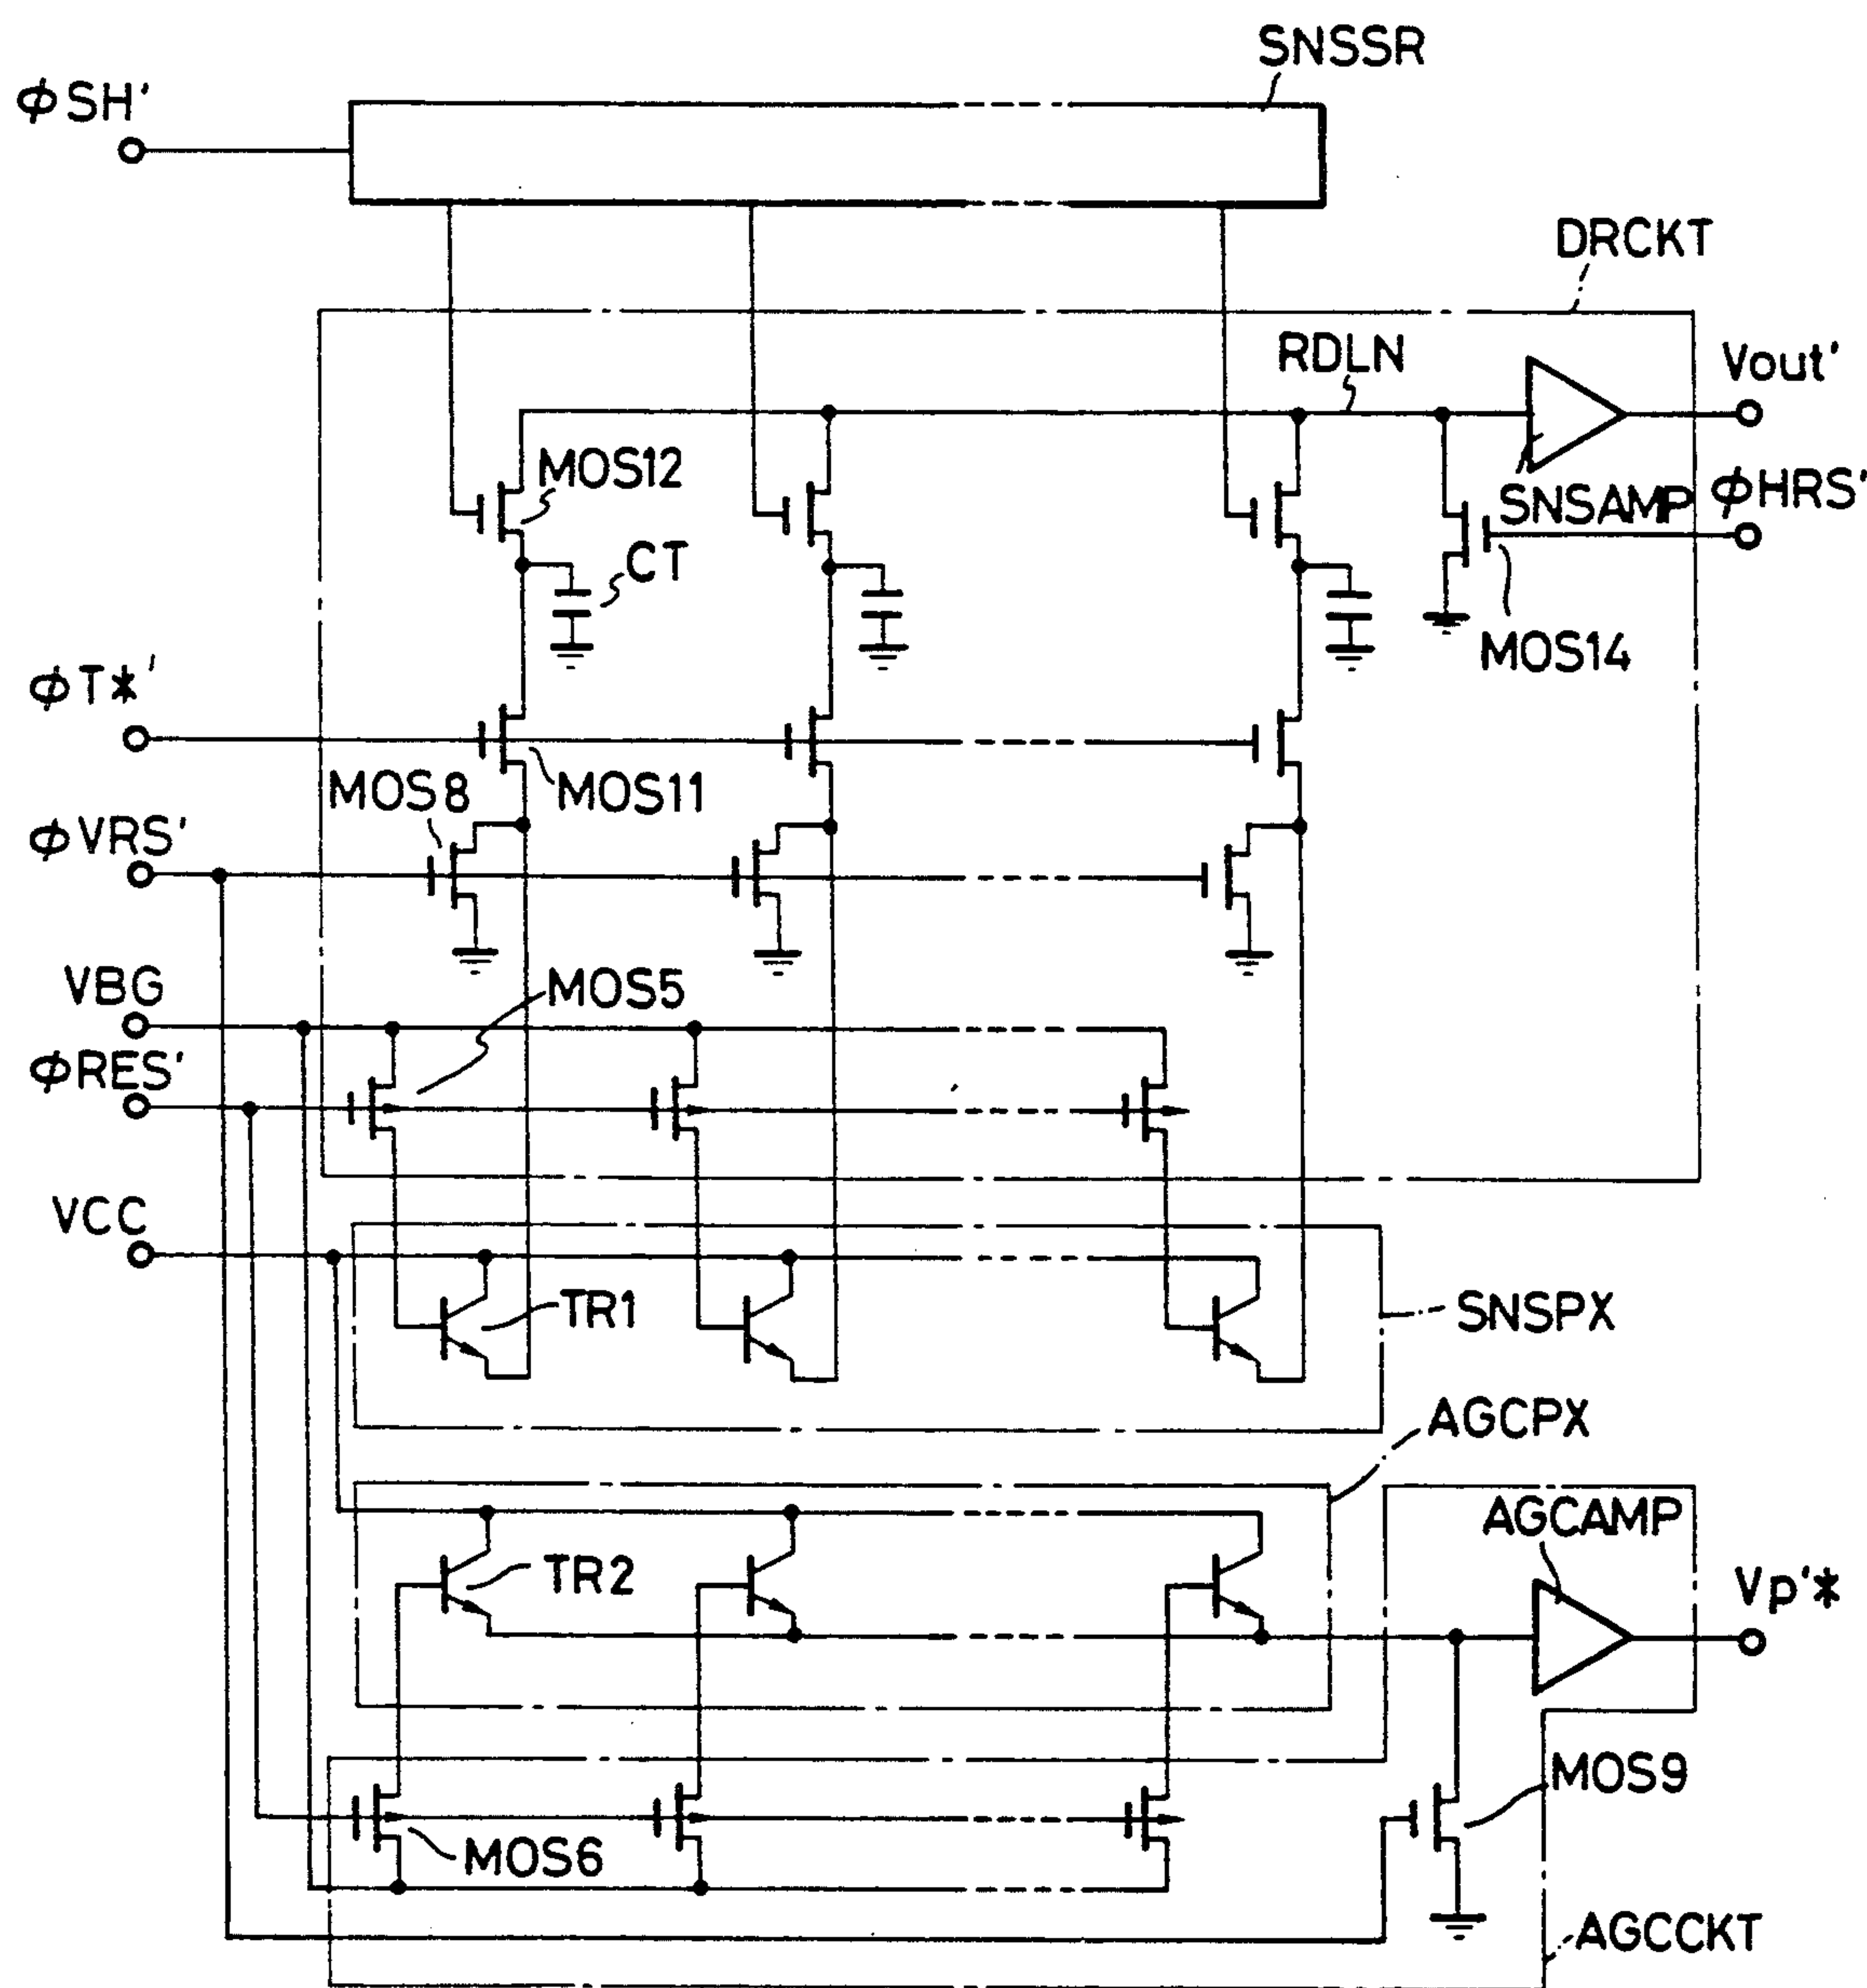 SNSSR
ϕSH'
DRCKT
RDLN
Vout'
MOS12
SNSAMP
ϕHRS'
CT
MOS14
ϕT*'
MOS8
MOS11
ϕVRS'
VBG
MOS5
ϕRES'
VCC
TR1
SNSPX
AGCPX
AGCAMP
TR2
Vp'*
MOS9
MOS6
AGCCKT